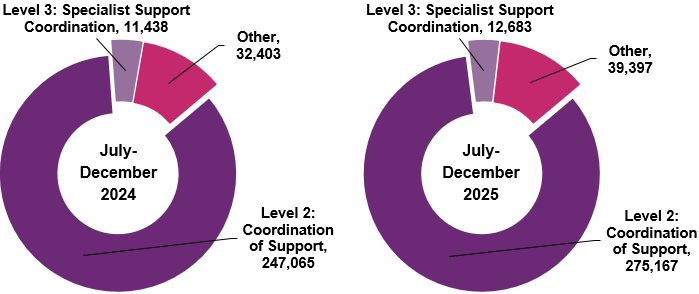 Level 3: Specialist Support
Coordination, 11,438
Other,
32,403
July-
December
2024
Level 2:
Coordination
of Support,
247,065
Level 3: Specialist Support
Coordination, 12,683
Other,
39,397
July-
December
2025
Level 2:
Coordination
of Support,
275,167